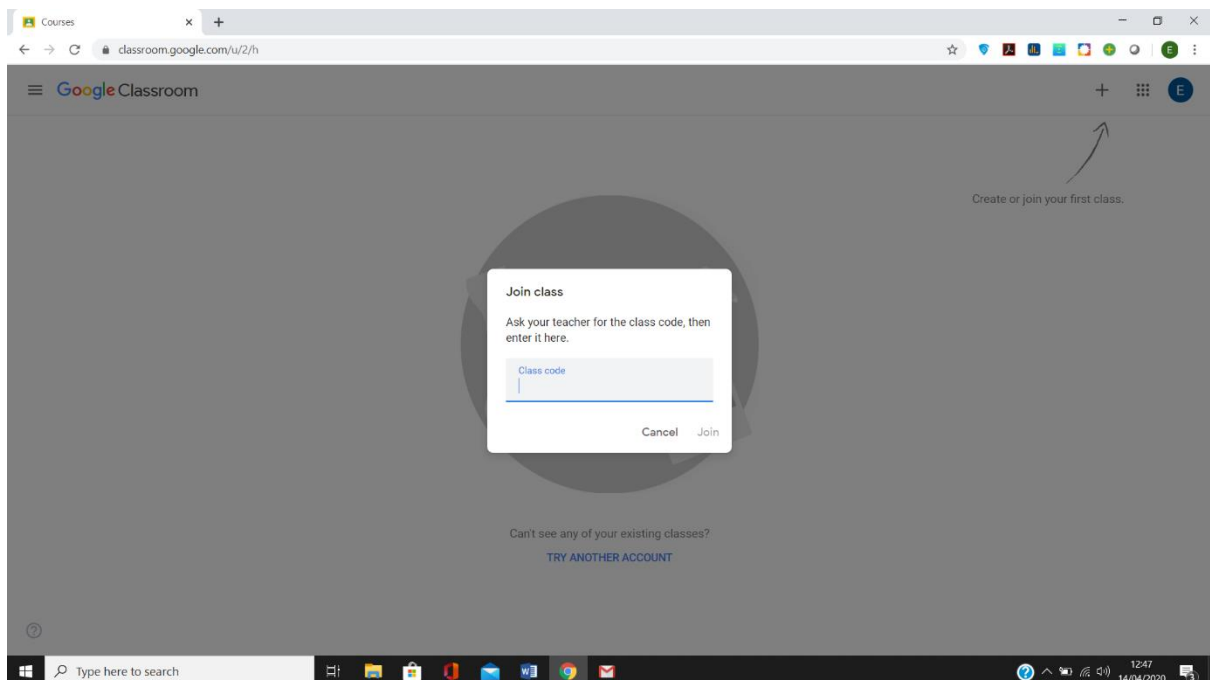 Courses
classroom.google.com/u/2/h
E
Google Classroom
E
Create or join your first class.
Join class
Ask your teacher for the class code, then
enter it here.
Class code
Cancel Join
Can't see any of your existing classes?
TRY ANOTHER ACCOUNT
Type here to search
12:47
14/04/2020